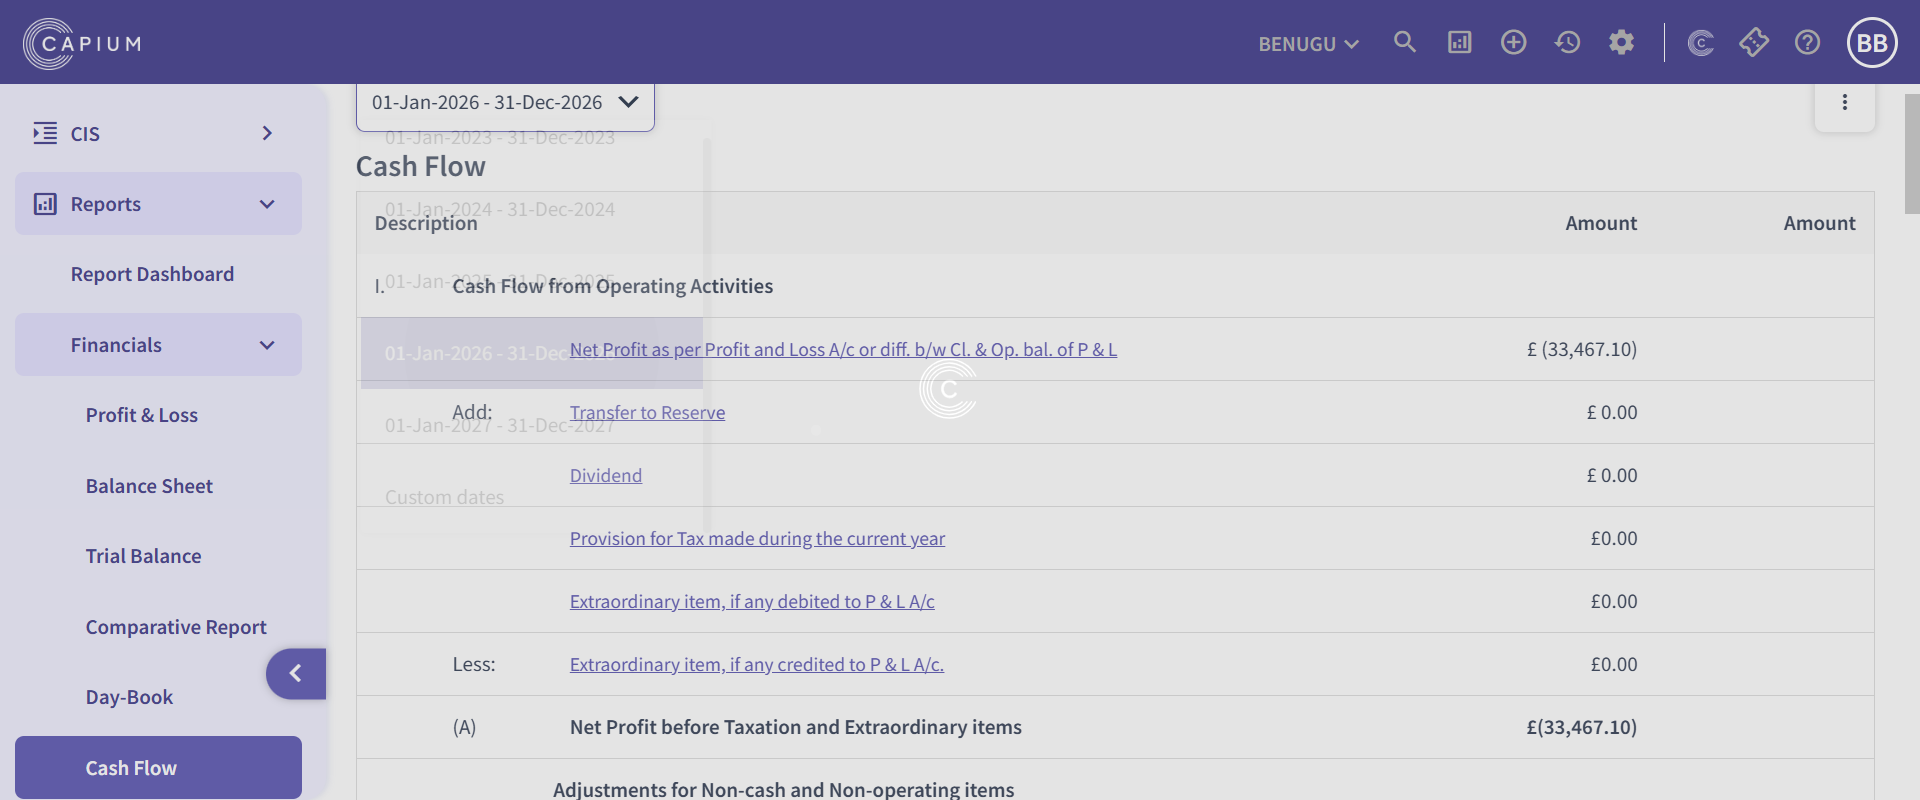 CAPIUM
BENUGU
C
BB
01-Jan-2026 - 31-Dec-2026
CIS
01-Jan-2023 - 31-Dec-2023
Cash Flow
Reports
01-Jan-2024 - 31-Dec-2024
Description Amount Amount
Report Dashboard
01-Jan-2025 - 31-Dec-2025
I. Cash Flow from Operating Activities
Financials
01-Jan-2026 - 31-Dec-
Net Profit as per Profit and Loss A/c or diff. b/w Cl. & Op. bal. of P & L £ (33,467.10)
C
Profit & Loss
Add: Transfer to Reserve £ 0.00
01-Jan-2027 - 31-Dec-2027
Balance Sheet
Dividend £ 0.00
Custom dates
Trial Balance
Provision for Tax made during the current year £0.00
Comparative Report
Extraordinary item, if any debited to P & L A/c £0.00
Less: Extraordinary item, if any credited to P & L A/c. £0.00
Day-Book
(A) Net Profit before Taxation and Extraordinary items £(33,467.10)
Cash Flow
Adjustments for Non-cash and Non-operating items